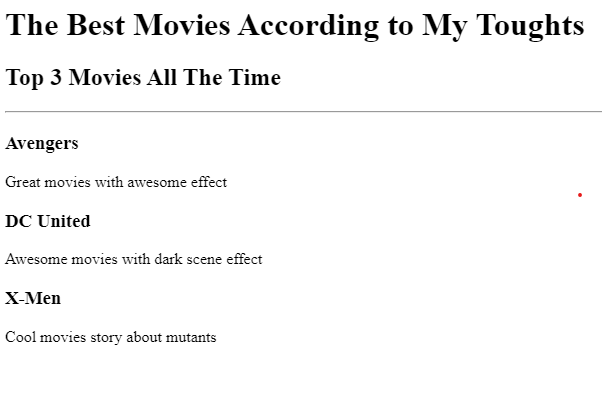 The Best Movies According to My Toughts
Top 3 Movies All The Time
Avengers
Great movies with awesome effect
DC United
Awesome movies with dark scene effect
X-Men
Cool movies story about mutants